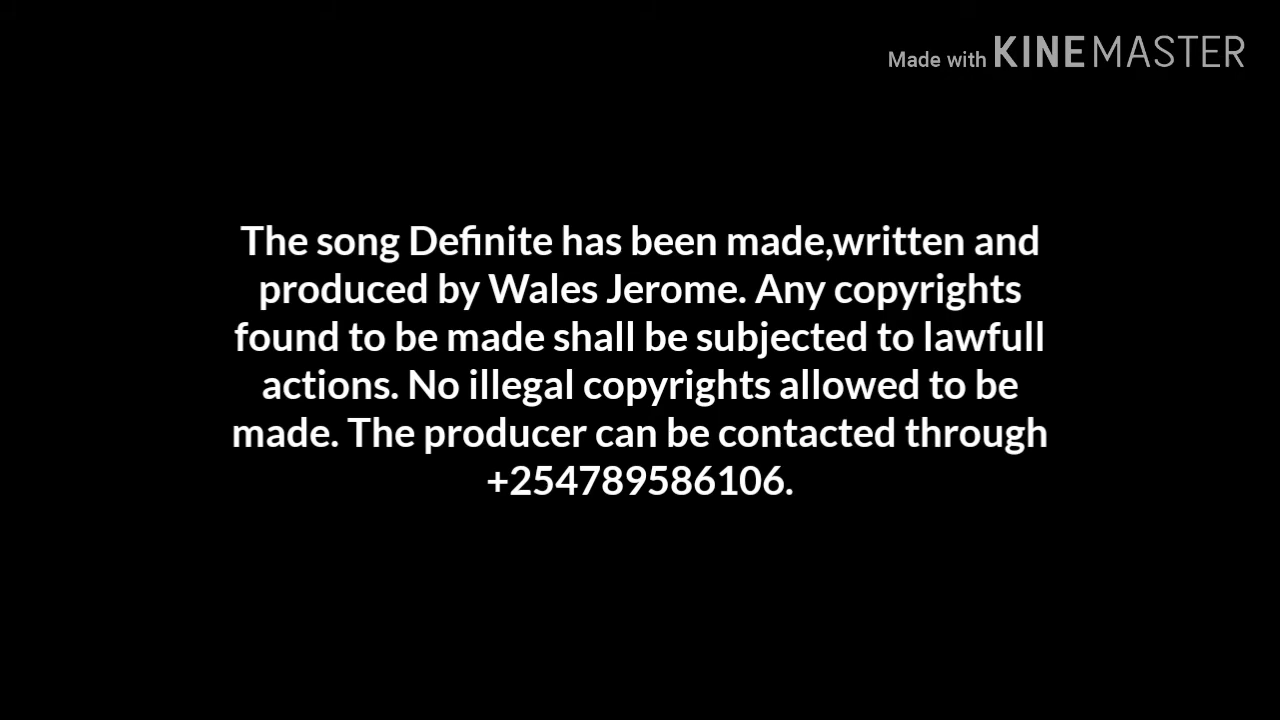 Made with KINEMASTER
The song Definite has been made,written and
produced by Wales Jerome. Any copyrights
found to be made shall be subjected to lawfull
actions. No illegal copyrights allowed to be
made. The producer can be contacted through
+254789586106.